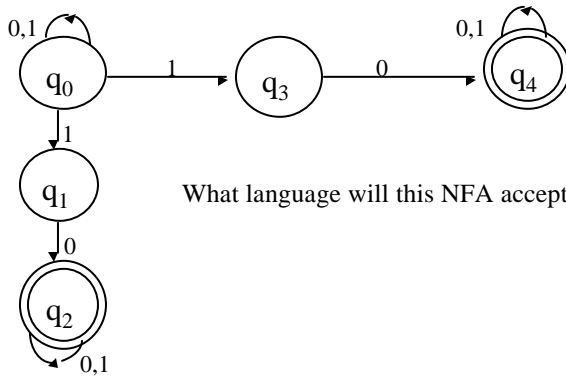 0,1
0,1
q0
1
q3
0
q4
1
q1
What language will this NFA accept
0
q2
0,1